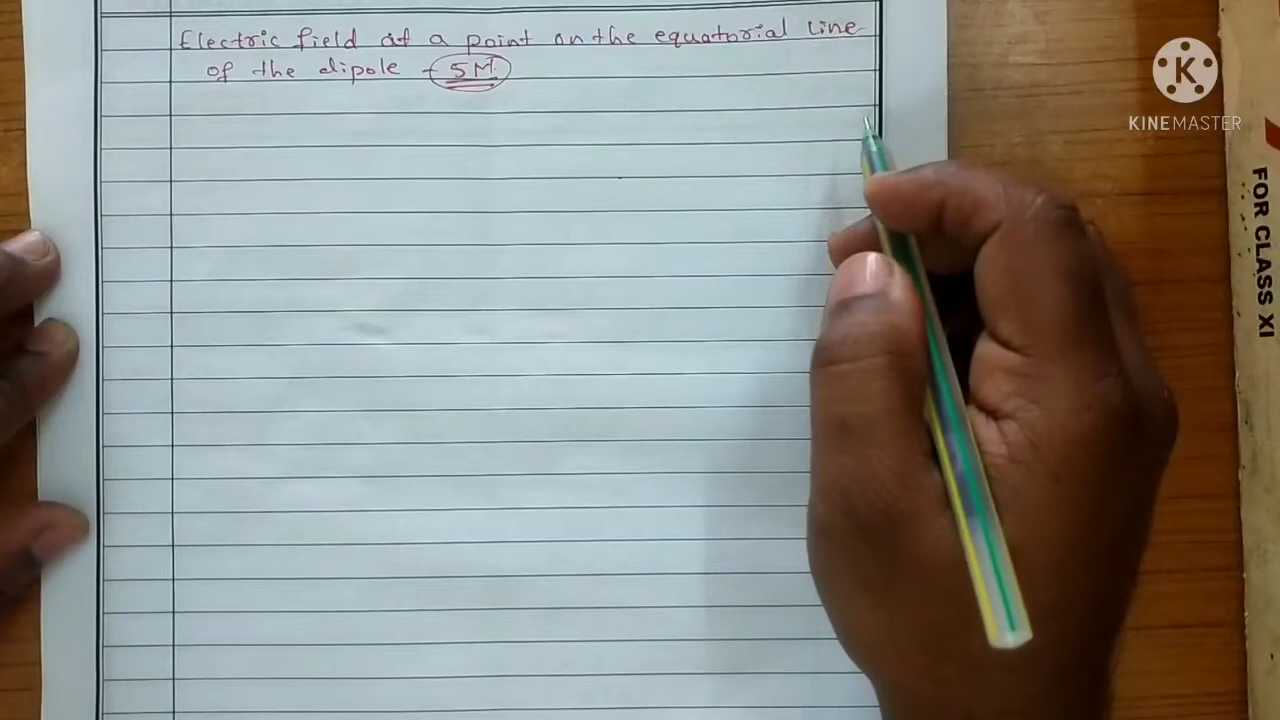 Electric field at a point on the equatorial line
of the dipole - 5M.
K
KINEMASTER
FOR CLASS XI